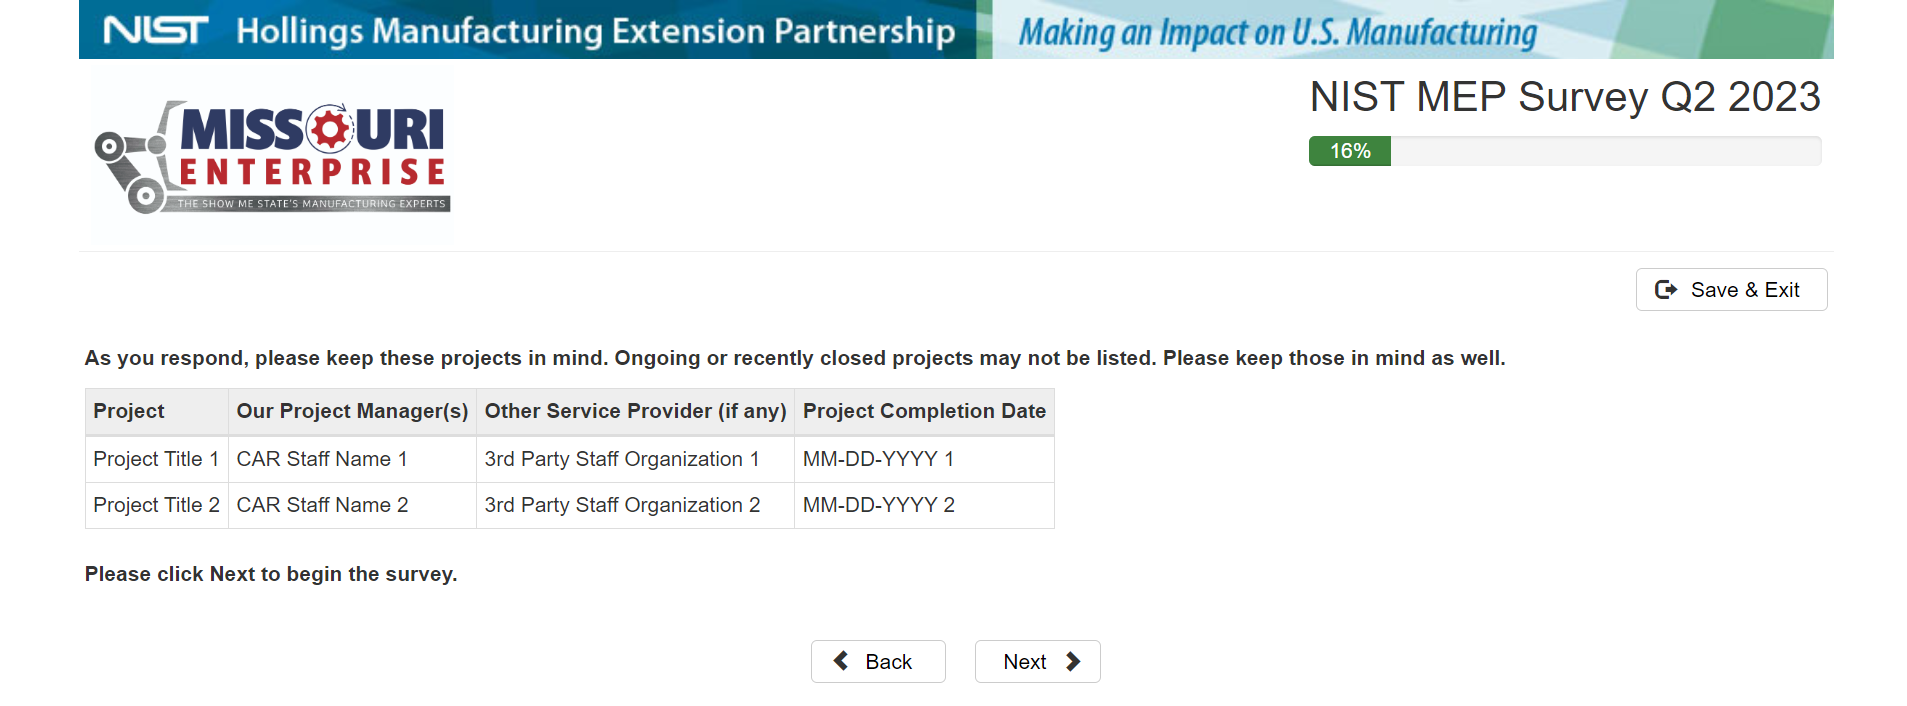 NIST Hollings Manufacturing Extension Partnership Making an Impact on U.S. Manufacturing
MISSOURI
ENTERPRISE
THE SHOW ME STATE'S MANUFACTURING EXPERTS
NIST MEP Survey Q2 2023
16%
Save & Exit
As you respond, please keep these projects in mind. Ongoing or recently closed projects may not be listed. Please keep those in mind as well.
Project Our Project Manager(s) Other Service Provider (if any) Project Completion Date
Project Title 1 CAR Staff Name 1 3rd Party Staff Organization 1 MM-DD-YYYY 1
Project Title 2 CAR Staff Name 2 3rd Party Staff Organization 2 MM-DD-YYYY 2
Please click Next to begin the survey.
Back Next